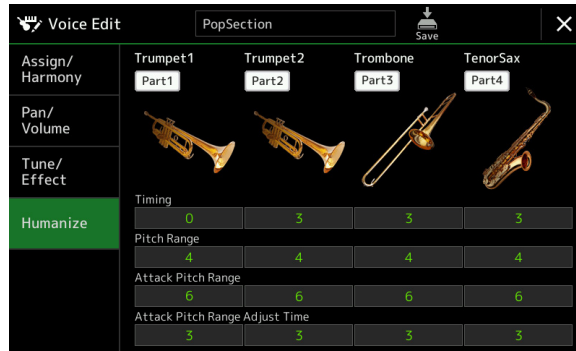 Voice Edit
PopSection
Save
Assign/
Harmony
Pan/
Volume
Tune/
Effect
Humanize
Trumpet1 Trumpet2 Trombone TenorSax
Part1 Part2 Part3 Part4
Timing
0 3 3 3
Pitch Range
4 4 4 4
Attack Pitch Range
6 6 6 6
Attack Pitch Range Adjust Time
3 3 3 3